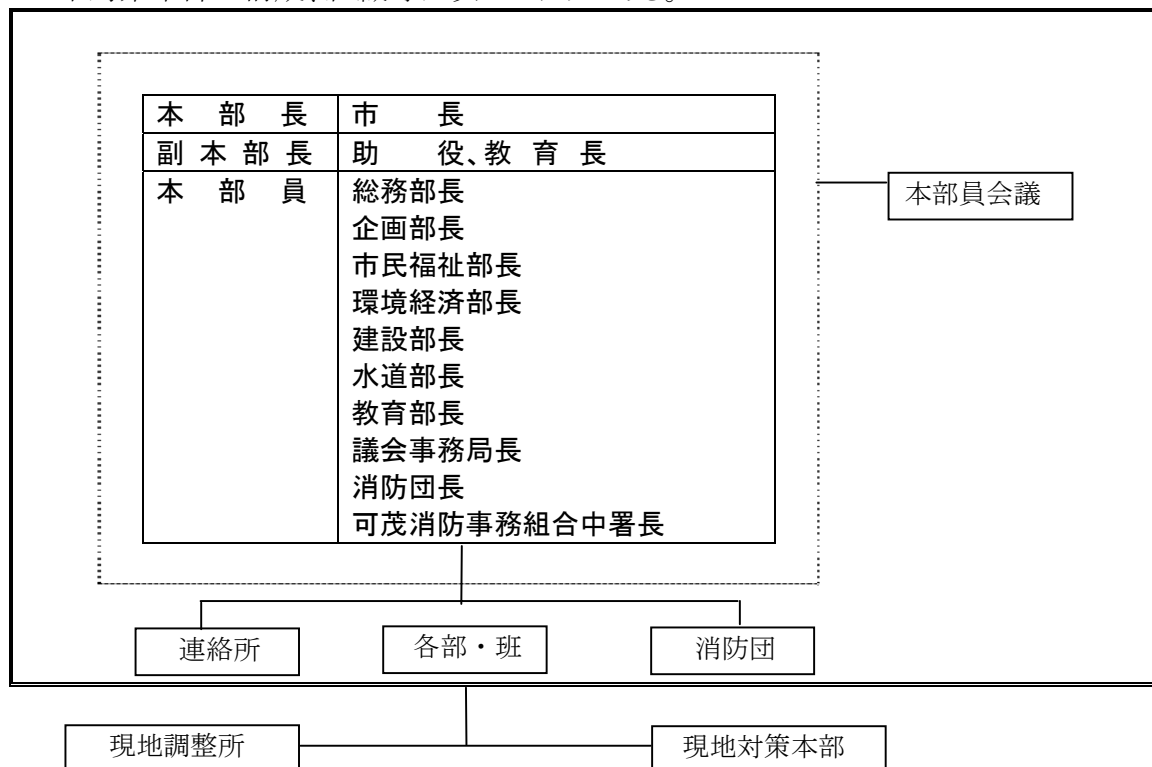 本部長 市長
副本部長 助役、教育長
本部員 総務部長
企画部長
市民福祉部長
環境経済部長
建設部長
水道部長
教育部長
議会事務局長
消防団長
可茂消防事務組合中署長
本部員会議
連絡所 各部・班 消防団
現地調整所 現地対策本部